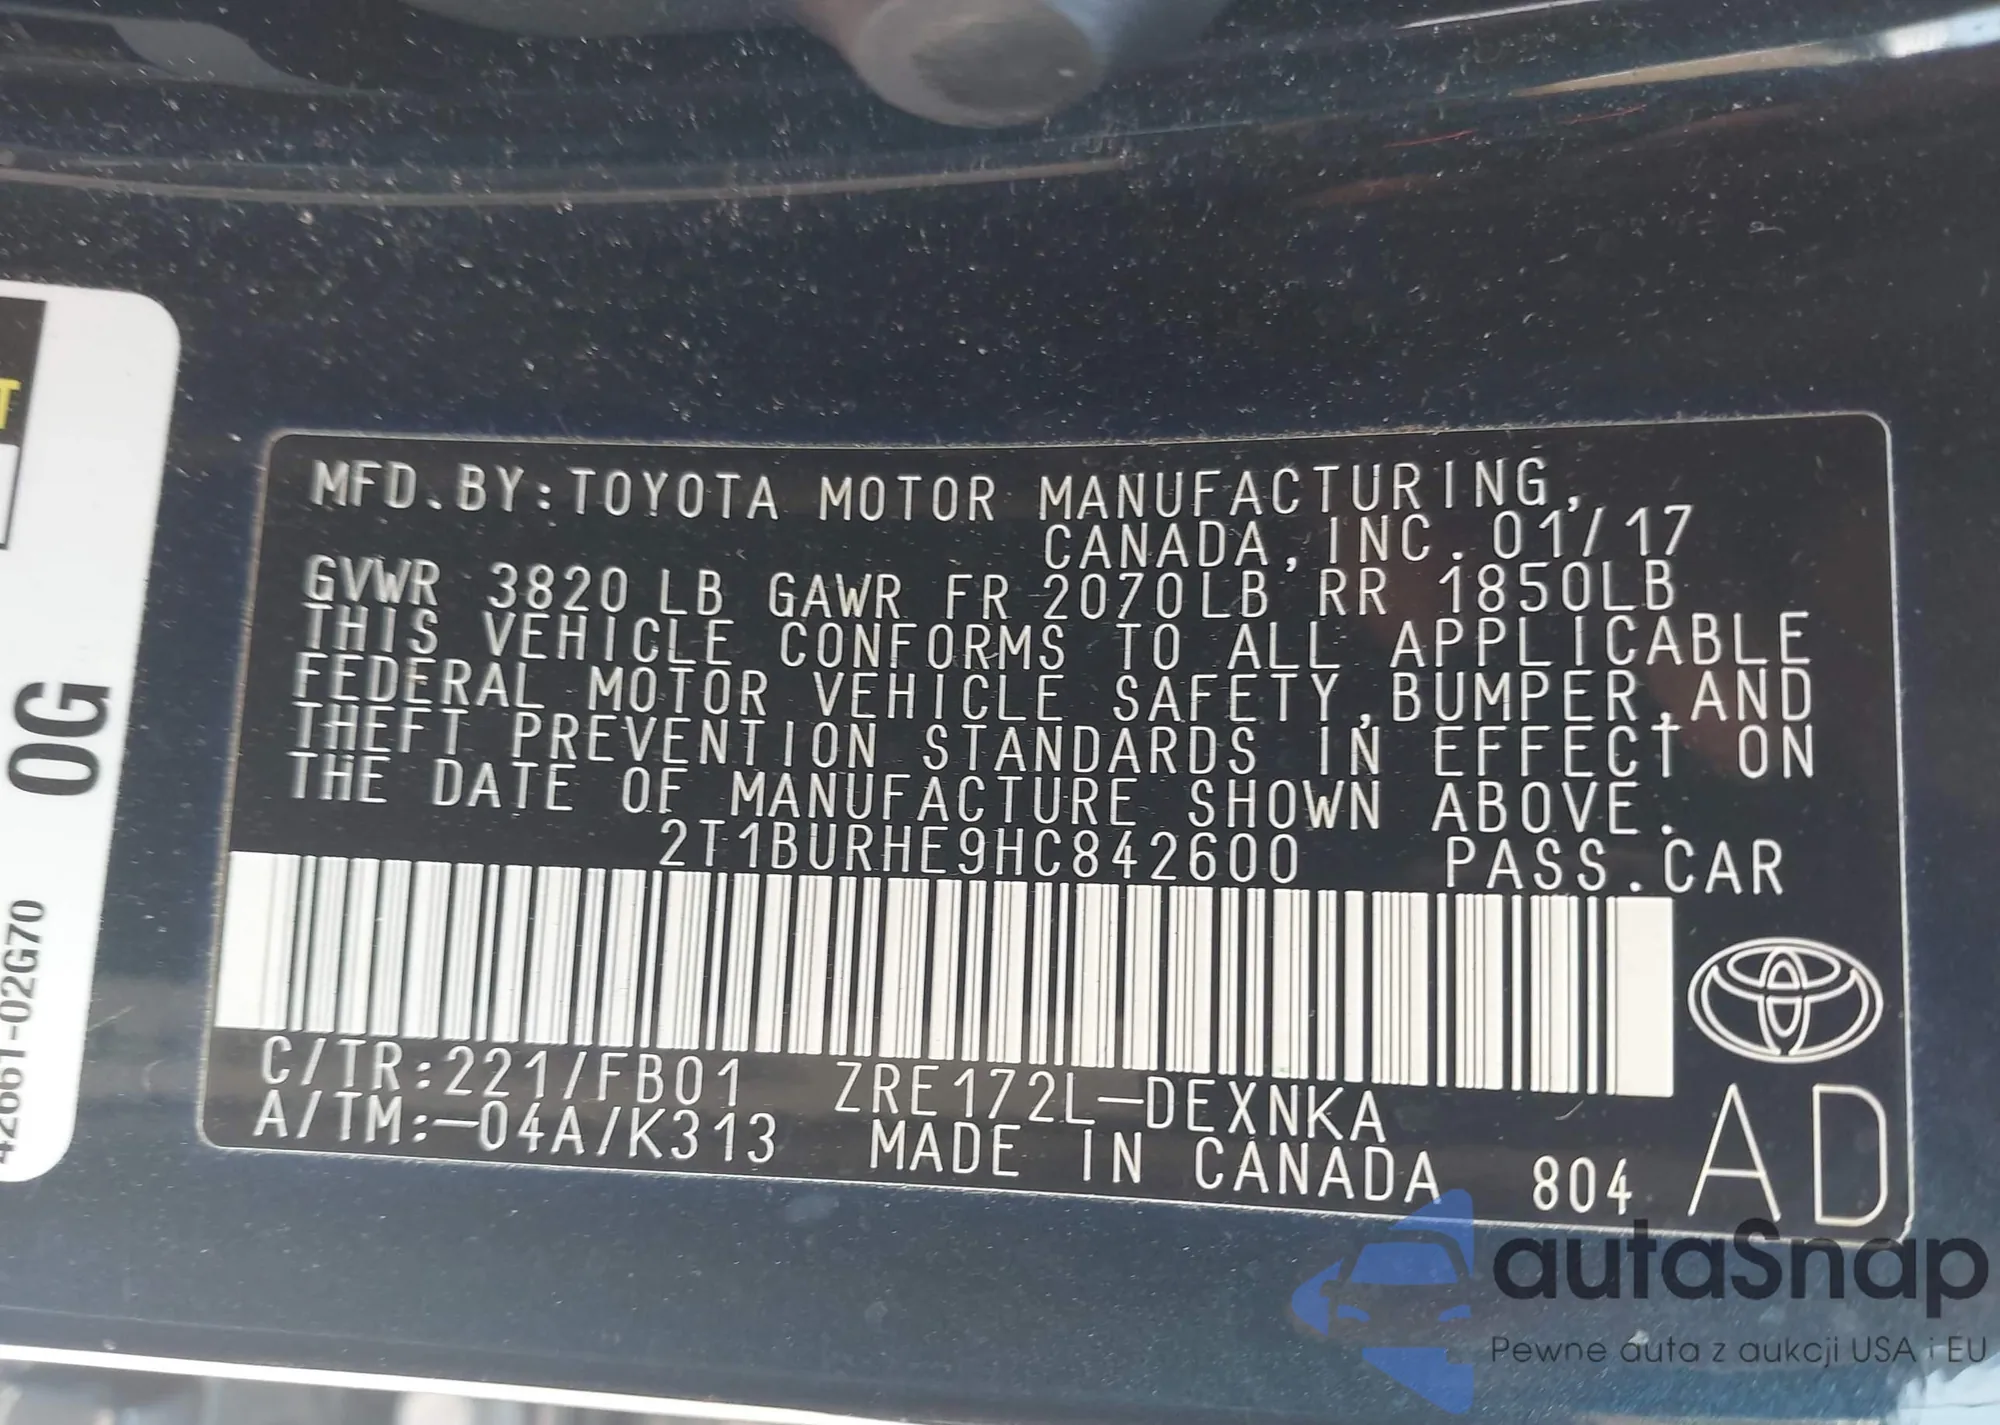 MFD.BY:TOYOTA MOTOR MANUFACTURING,
CANADA,INC.01/17
GVWR 3820LB GAWR FR 2070LB RR 1850LB
THIS VEHICLE CONFORMS TO ALL APPLICABLE
FEDERAL MOTOR VEHICLE SAFETY,BUMPER,AND
THEFT PREVENTION STANDARDS IN EFFECT ON
THE DATE OF MANUFACTURE SHOWN ABOVE.
2T1BURHE9HC842600 PASS.CAR
C/TR:221/FB01 ZRE172L-DEXNKA
A/TM:-04A/K313 MADE IN CANADA 804 AD
0G
42661-02G70
autaSnap
Pewne auta z aukcji USA i EU